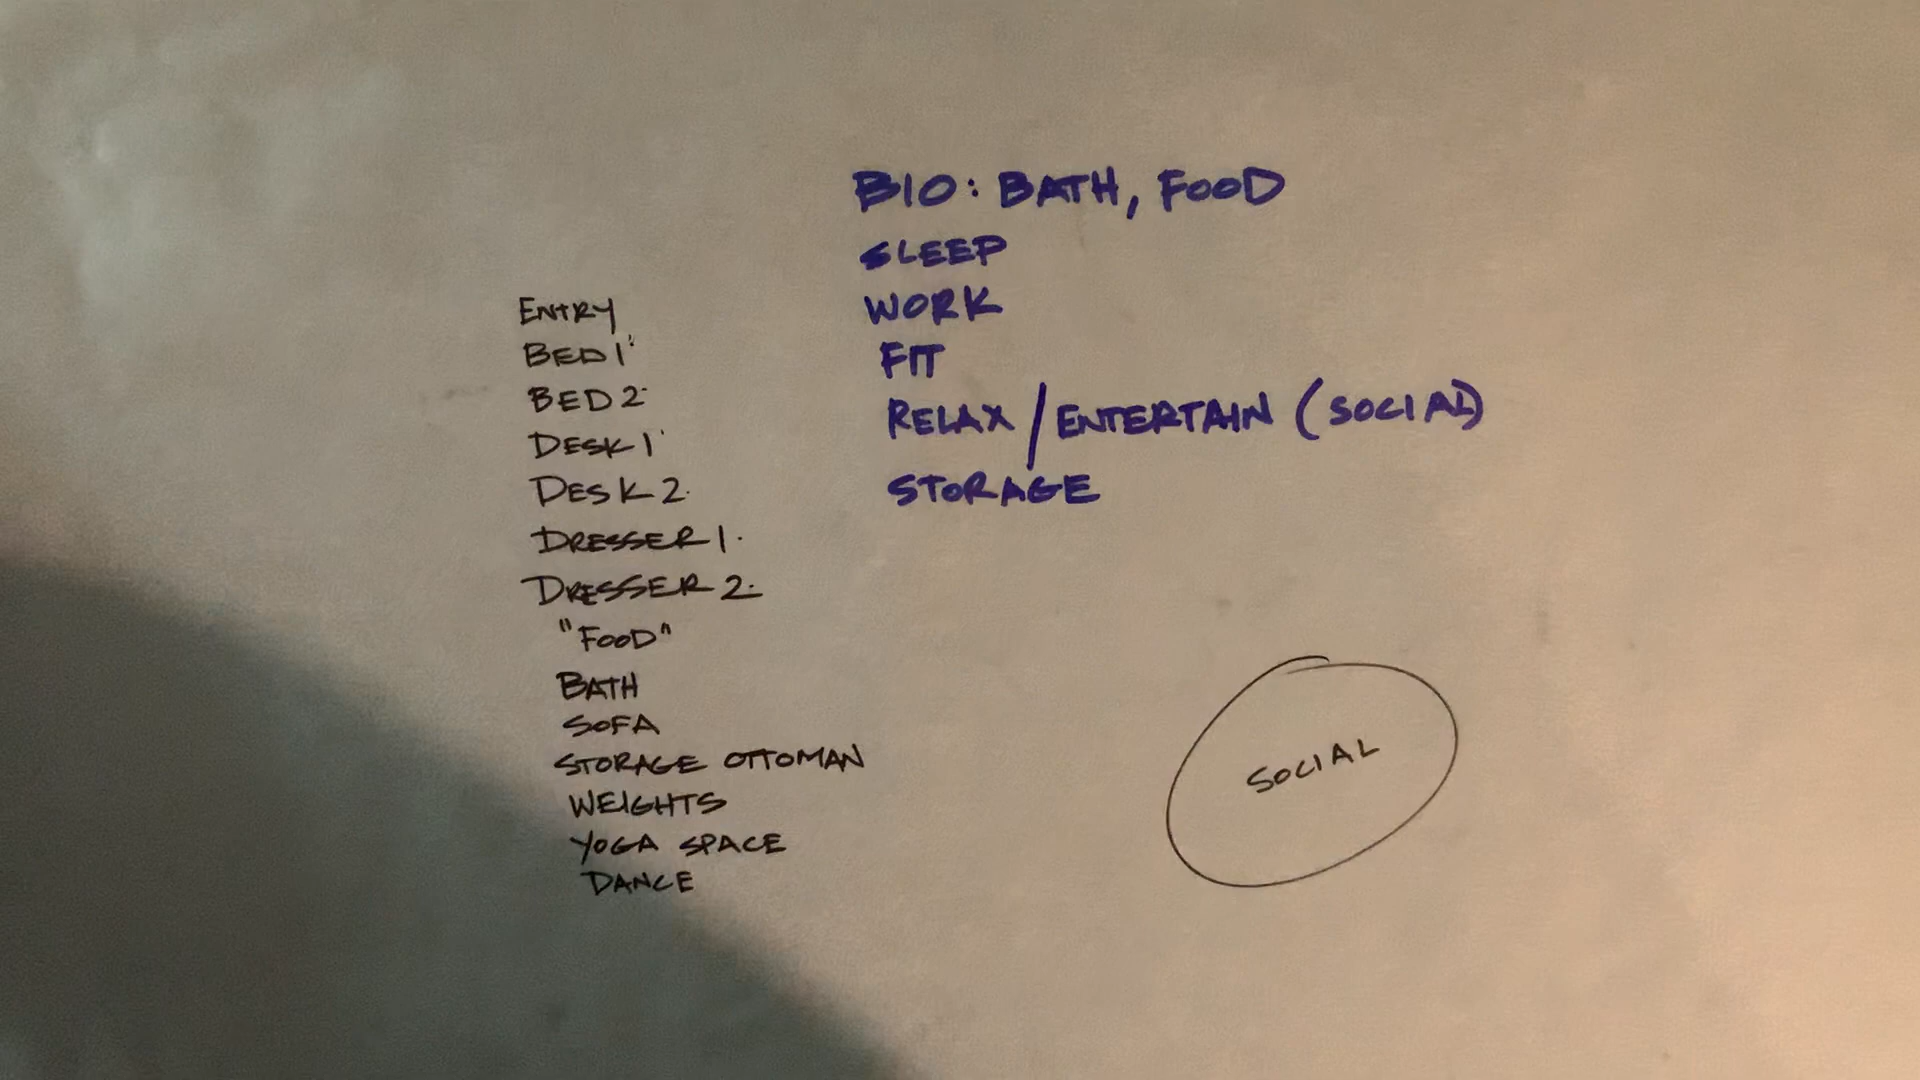 BIO: BATH, FOOD
SLEEP
WORK
FIT
RELAX / ENTERTAIN (SOCIAL)
STORAGE
ENTRY
BED 1
BED 2
DESK 1
DESK 2
DRESSER 1
DRESSER 2
"FOOD"
BATH
SOFA
STORAGE OTTOMAN
WEIGHTS
YOGA SPACE
DANCE
SOCIAL